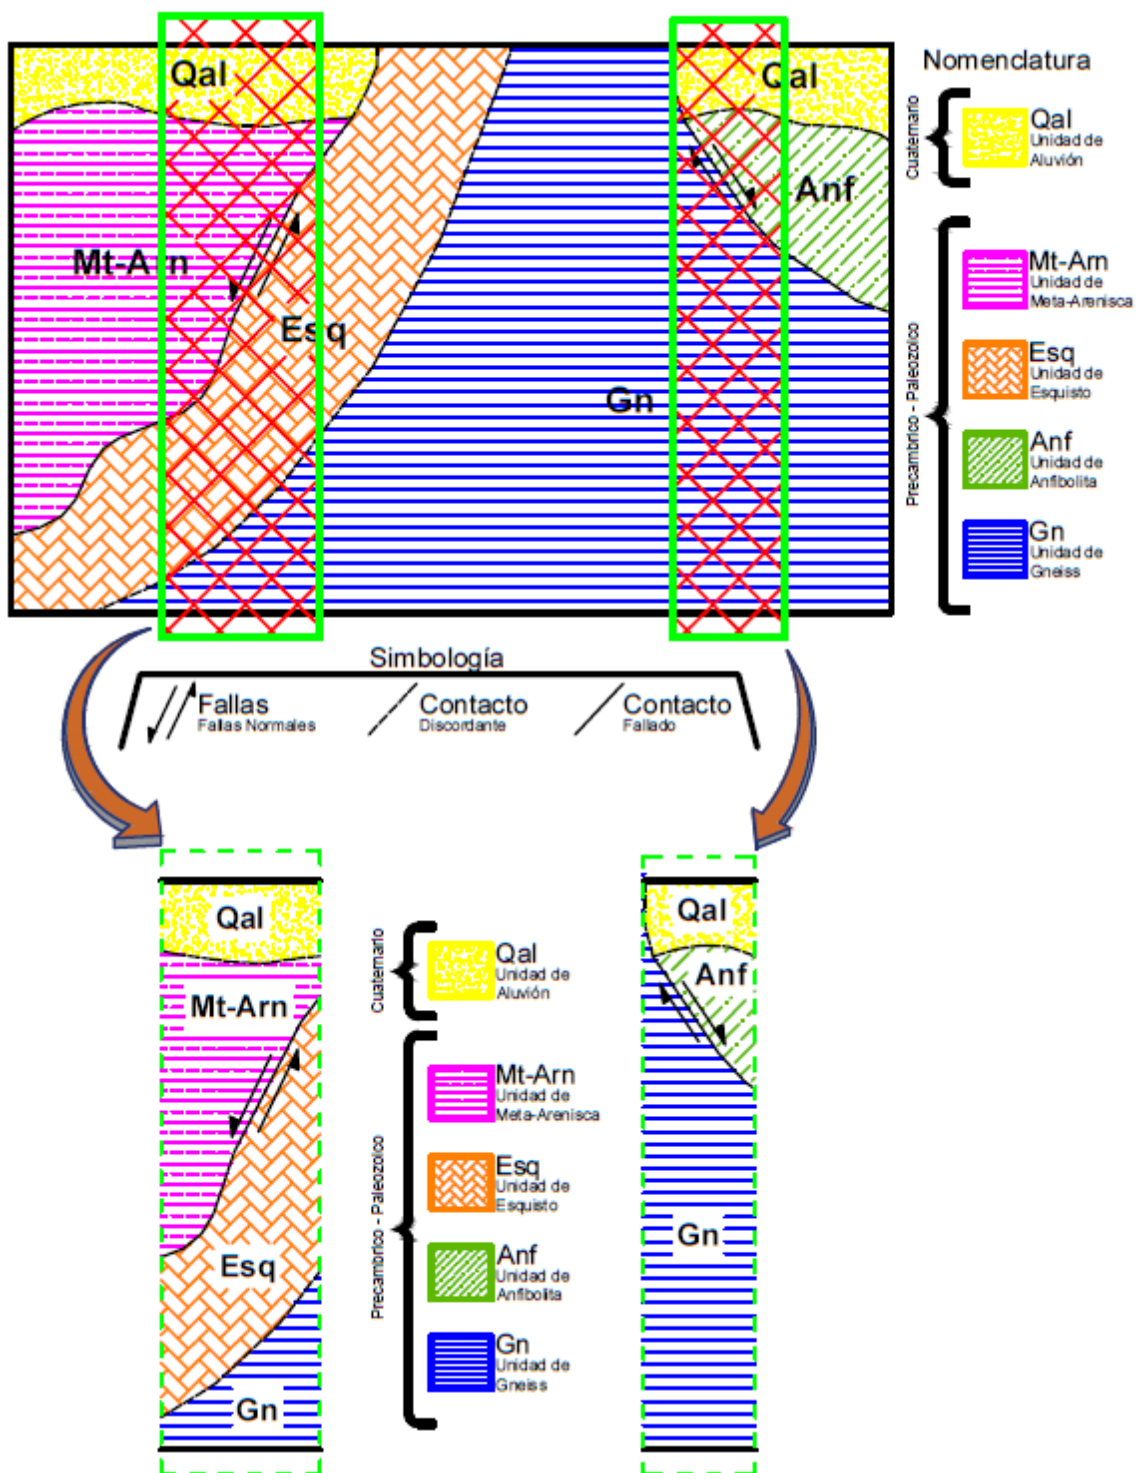 Qal
Qal
Mt-Arn
Esq
Gn
Anf
Nomenclatura
Cuaternario
Qal
Unidad de
Aluvión
Precambrico - Paleozoico
Mt-Arn
Unidad de
Meta-Arenisca
Esq
Unidad de
Esquisto
Anf
Unidad de
Anfibolita
Gn
Unidad de
Gneiss
Simbología
Fallas
Fallas Normales
Contacto
Discordante
Contacto
Fallado
Qal
Mt-Arn
Esq
Gn
Cuaternario
Qal
Unidad de
Aluvión
Precambrico - Paleozoico
Mt-Arn
Unidad de
Meta-Arenisca
Esq
Unidad de
Esquisto
Anf
Unidad de
Anfibolita
Gn
Unidad de
Gneiss
Qal
Anf
Gn